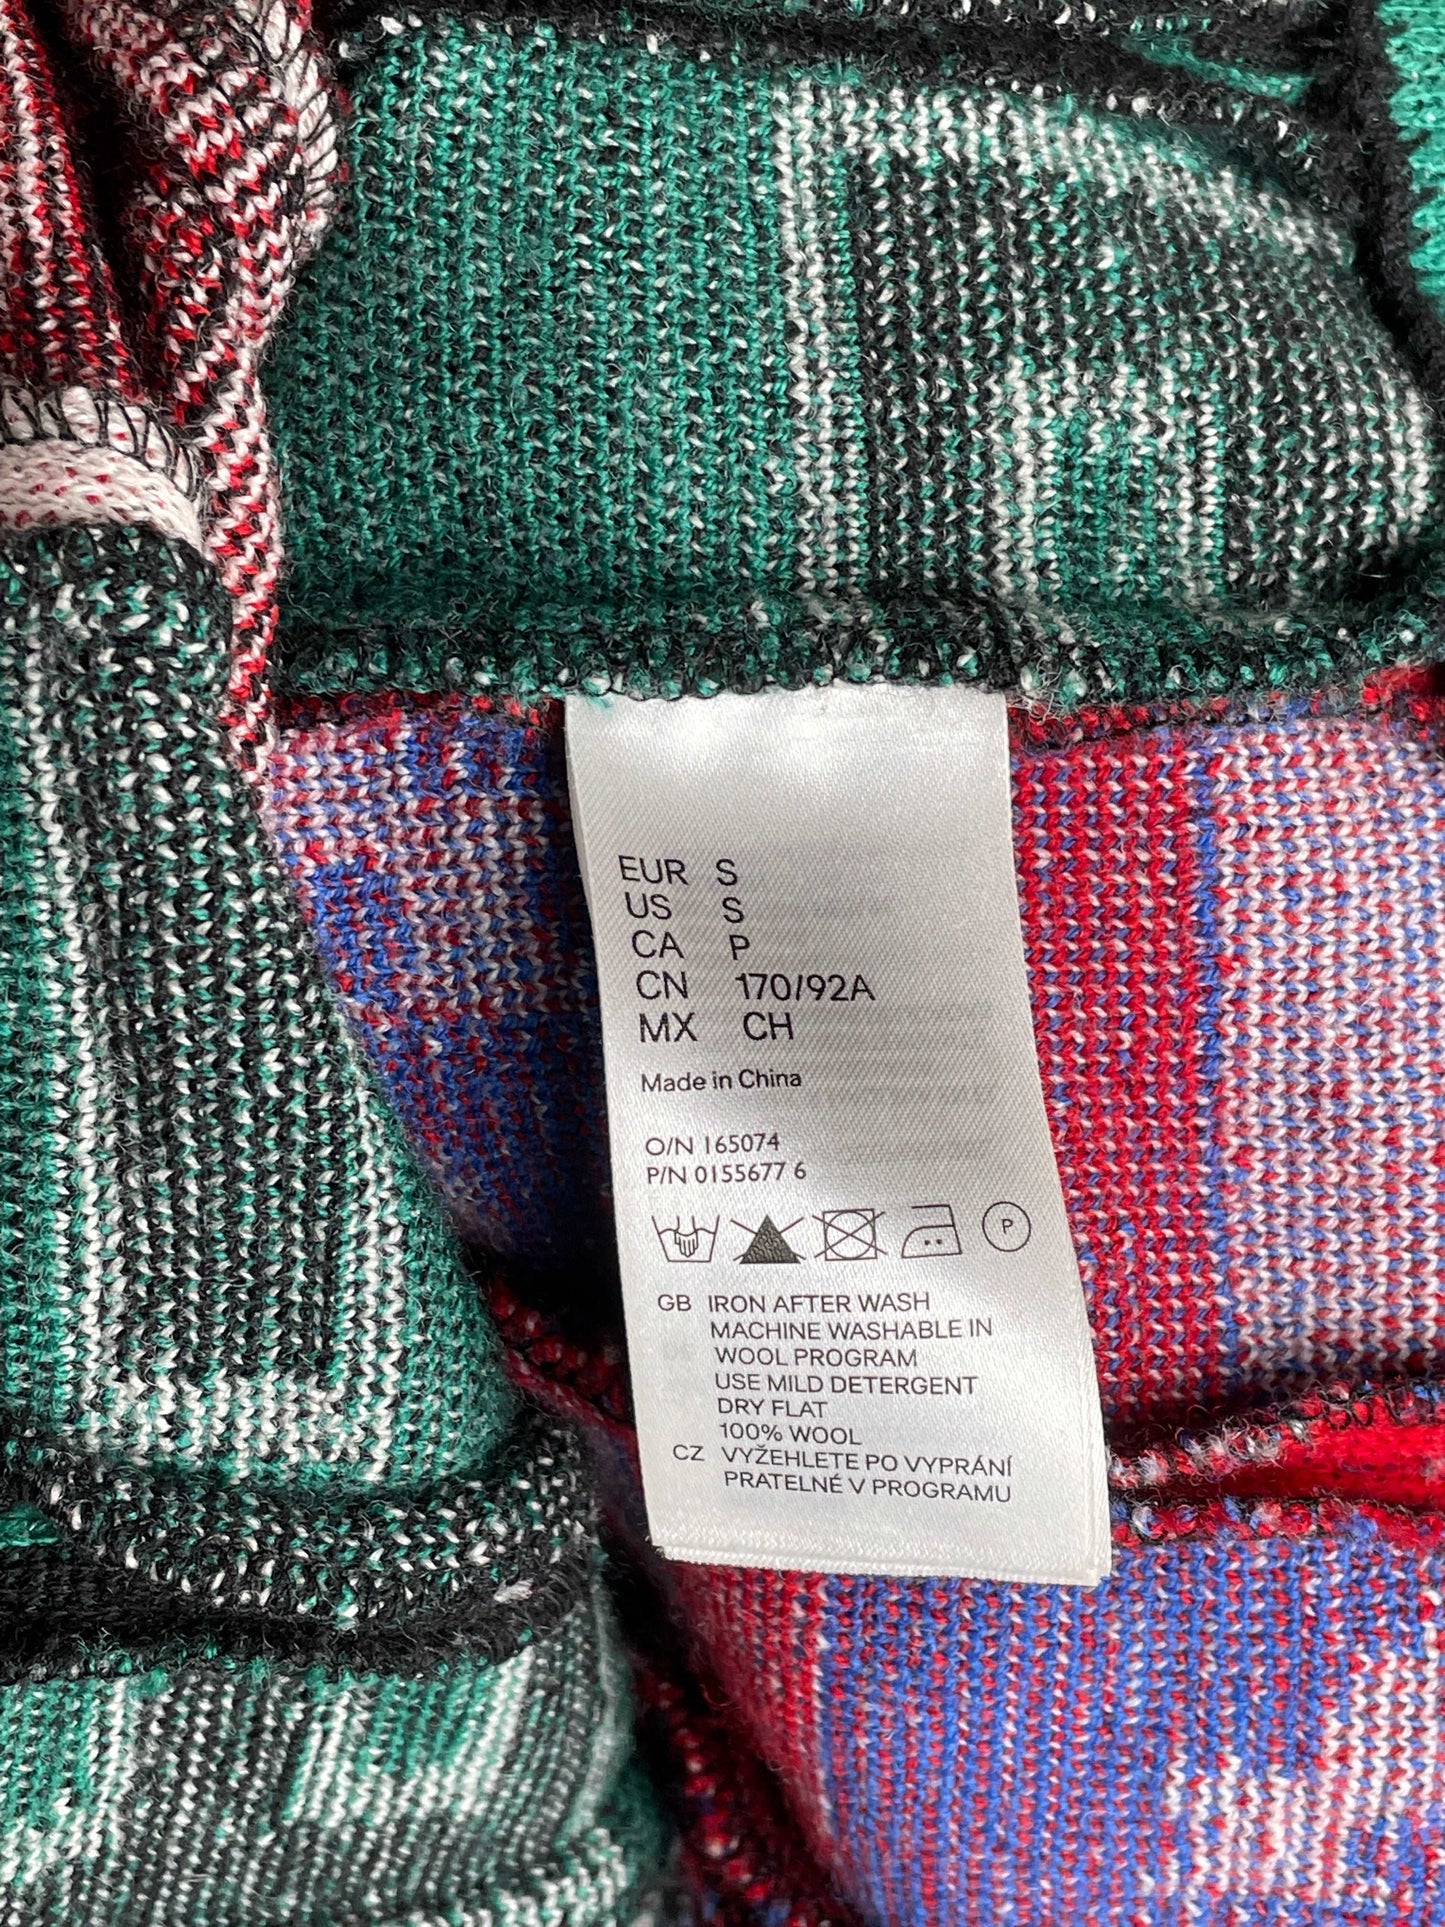 EUR S
US S
CA P
CN 170/92A
MX CH
Made in China
O/N 165074
P/N 0155677 6
P
GB IRON AFTER WASH
MACHINE WASHABLE IN
WOOL PROGRAM
USE MILD DETERGENT
DRY FLAT
100% WOOL
CZ VYŽEHLETE PO VYPRÁNÍ
PRATELNÉ V PROGRAMU